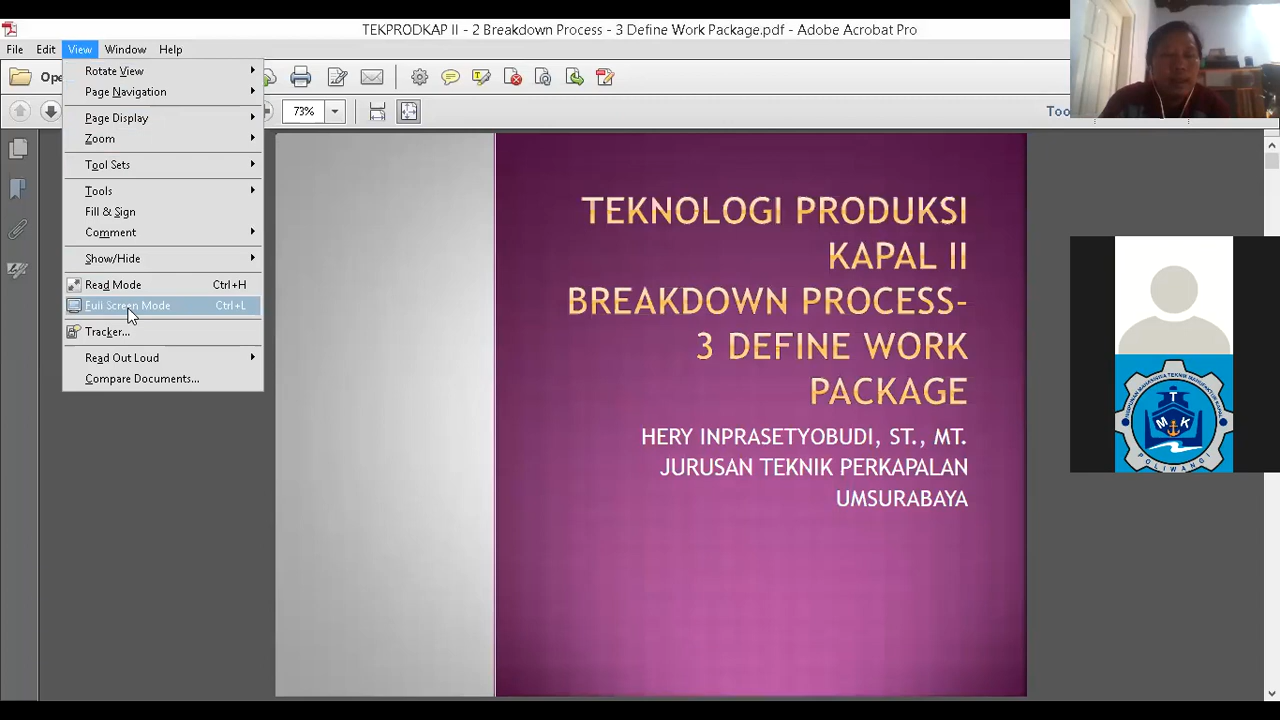 TEKPRODKAP II - 2 Breakdown Process - 3 Define Work Package.pdf - Adobe Acrobat Pro
File Edit View Window Help
73%
Rotate View
Page Navigation
Page Display
Zoom
Tool Sets
Tools
Fill & Sign
Comment
Show/Hide
Read Mode Ctrl+H
Full Screen Mode Ctrl+L
Tracker...
Read Out Loud
Compare Documents...
TEKNOLOGI PRODUKSI
KAPAL II
BREAKDOWN PROCESS-
3 DEFINE WORK
PACKAGE
HERY INPRASETYOBUDI, ST., MT.
JURUSAN TEKNIK PERKAPALAN
UMSURABAYA
T
M K
POLIWANGI